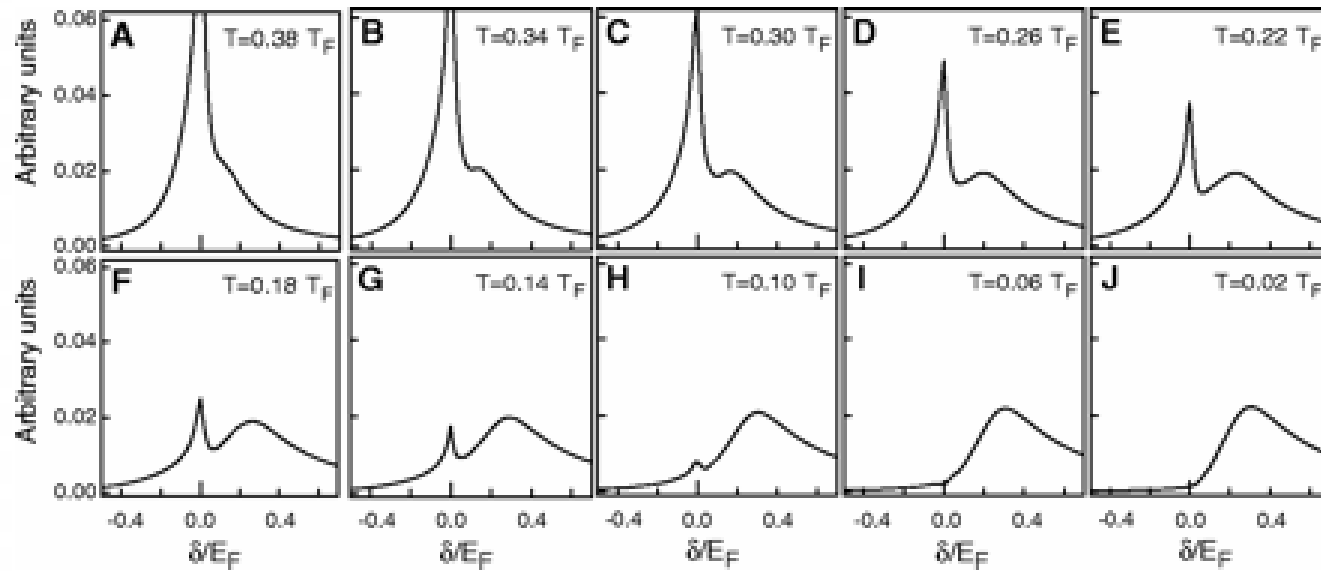 A T=0.38 T_F
B T=0.34 T_F
C T=0.30 T_F
D T=0.26 T_F
E T=0.22 T_F
Arbitrary units
0.06
0.04
0.02
0.00
F T=0.18 T_F
G T=0.14 T_F
H T=0.10 T_F
I T=0.06 T_F
J T=0.02 T_F
Arbitrary units
0.06
0.04
0.02
0.00
-0.4 0.0 0.4
-0.4 0.0 0.4
-0.4 0.0 0.4
-0.4 0.0 0.4
-0.4 0.0 0.4
δ/E_F
δ/E_F
δ/E_F
δ/E_F
δ/E_F